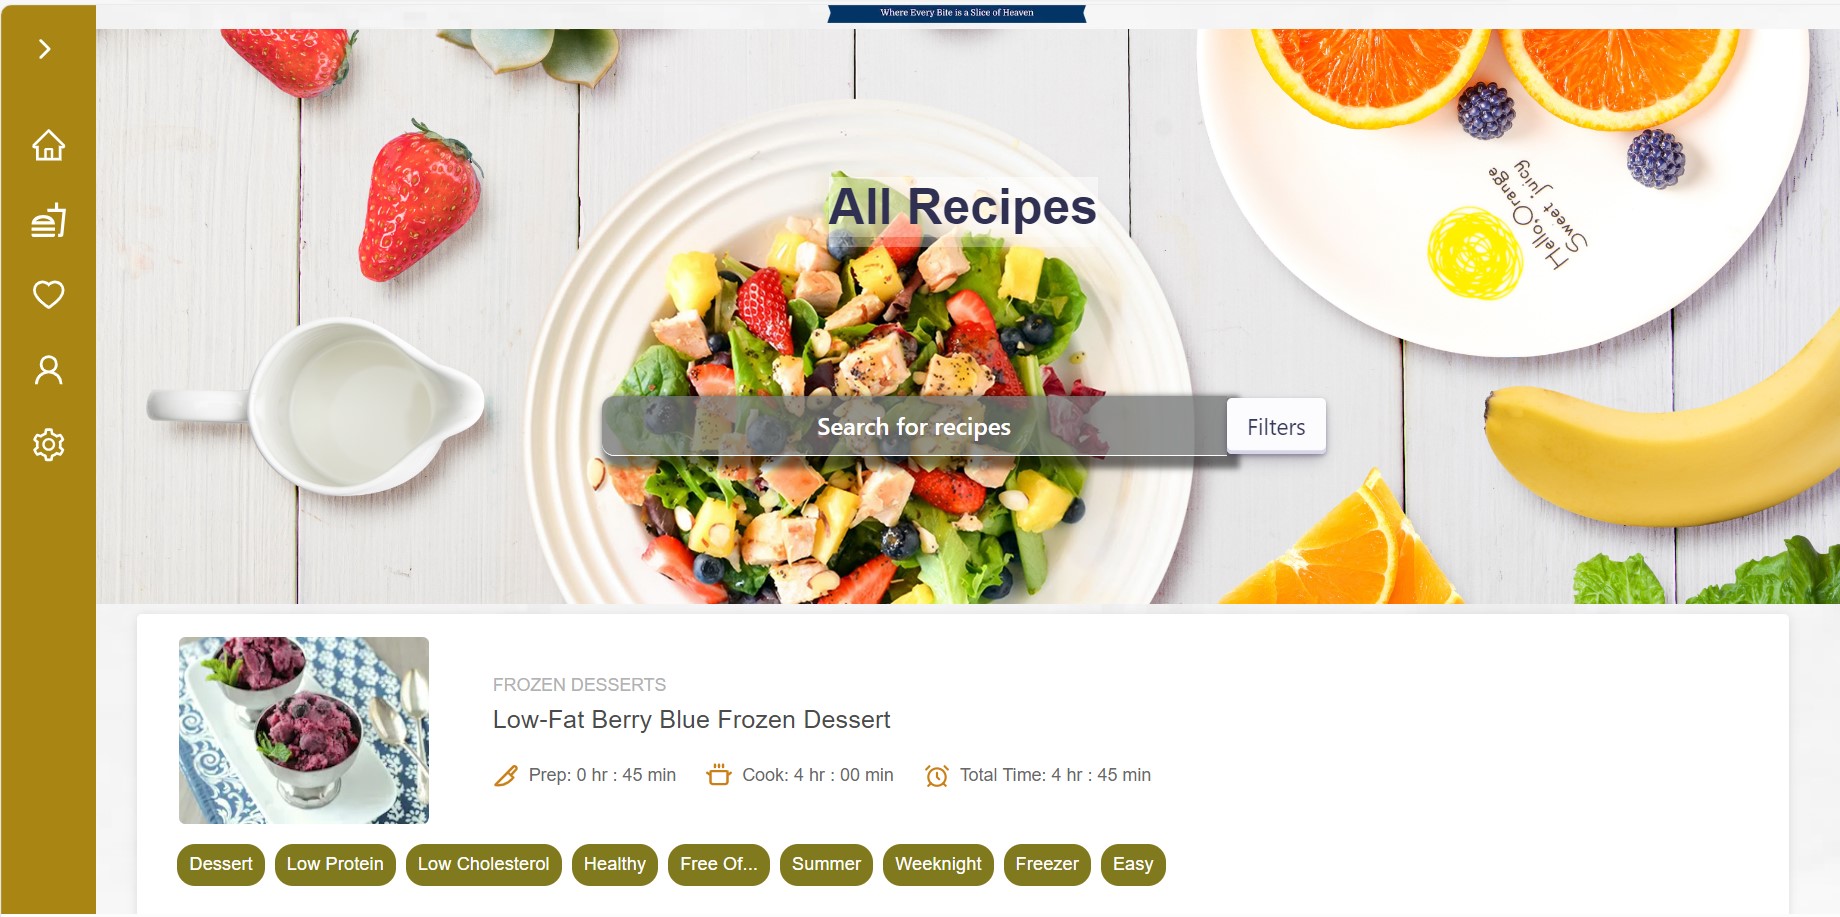 Where Every Bite is a Slice of Heaven
All Recipes
Hello,Orange
Sweet juicy
Search for recipes
Filters
FROZEN DESSERTS
Low-Fat Berry Blue Frozen Dessert
Prep: 0 hr : 45 min
Cook: 4 hr : 00 min
Total Time: 4 hr : 45 min
Dessert
Low Protein
Low Cholesterol
Healthy
Free Of...
Summer
Weeknight
Freezer
Easy